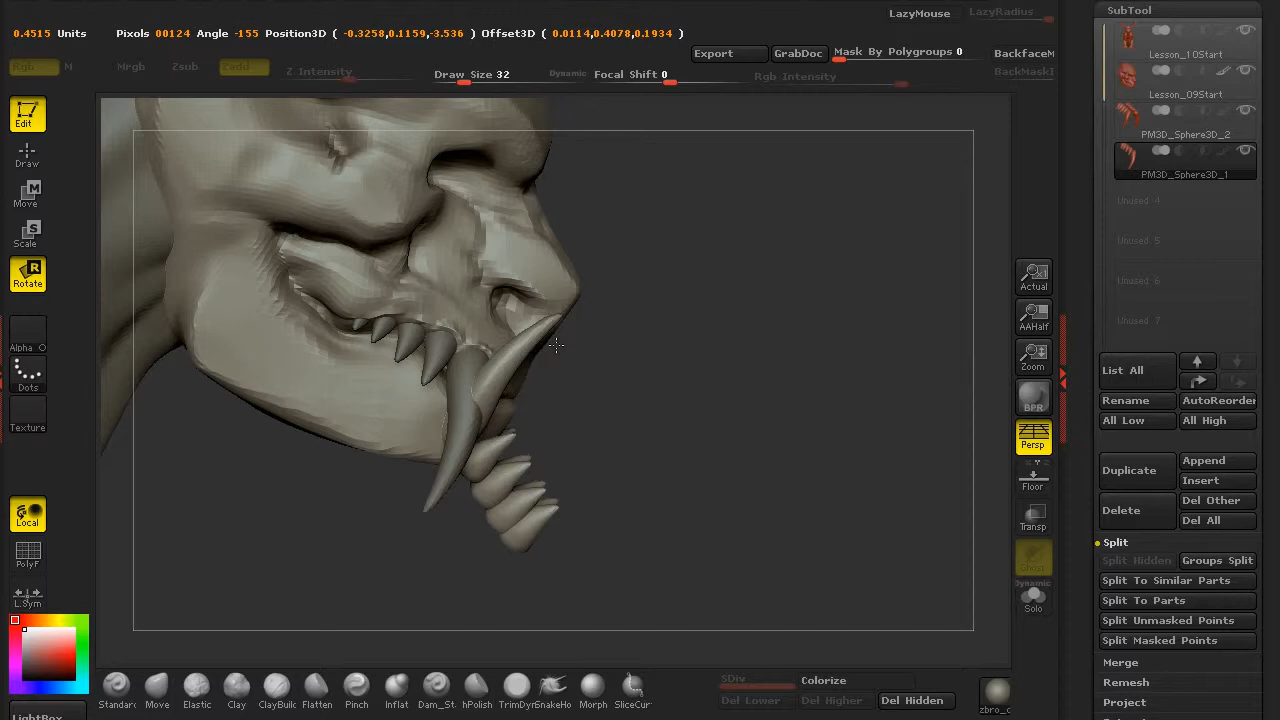 LazyMouse LazyRadius
SubTool
0.4515 Units Pixols 00124 Angle -155 Position3D ( -0.3258,0.1159,-3.536 ) Offset3D ( 0.0114,0.4078,0.1934 )
Export GrabDoc Mask By Polygroups 0 BackfaceM
Rgb M Mrgb Zsub Zadd Z Intensity Draw Size 32 Dynamic Focal Shift 0 Rgb Intensity BackMaskI
Lesson_10Start
Lesson_09Start
PM3D_Sphere3D_2
PM3D_Sphere3D_1
Unused 4
Unused 5
Unused 6
Unused 7
Edit
Draw
Move
Scale
Rotate
Alpha O
Dots
Texture
Local
PolyF
L.Sym
LightBox
Actual
AAHalf
Zoom
BPR
Persp
Floor
Transp
Ghost
Dynamic
Solo
List All
Rename AutoReorder
All Low All High
Duplicate Append
Insert
Delete Del Other
Del All
Split
Split Hidden Groups Split
Split To Similar Parts
Split To Parts
Split Unmasked Points
Split Masked Points
Merge
Remesh
Project
Standard Move Elastic Clay ClayBuilc Flatten Pinch Inflat Dam_St. hPolish TrimDyn SnakeHo Morph SliceCur
SDiv Colorize
Del Lower Del Higher Del Hidden
zbro_c